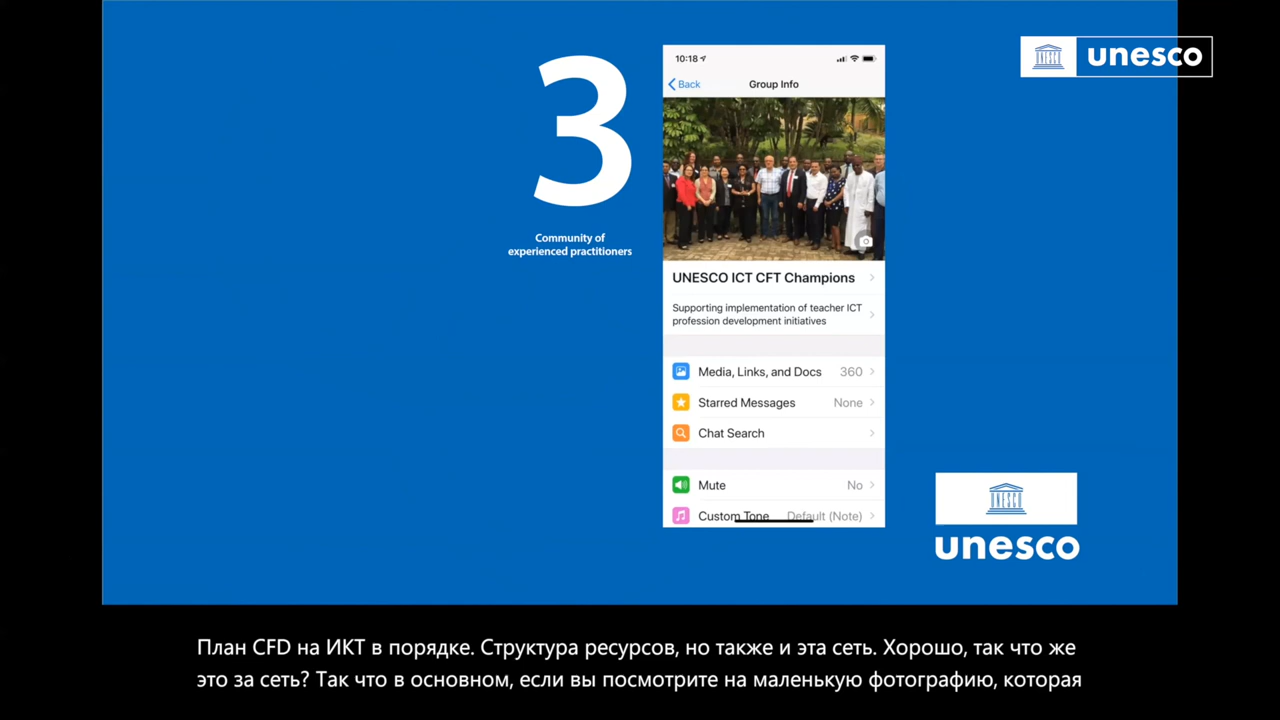 3
Community of
experienced practitioners
10:18
Back
Group Info
UNESCO ICT CFT Champions
Supporting implementation of teacher ICT
profession development initiatives
Media, Links, and Docs 360
Starred Messages None
Chat Search
Mute No
Custom Tone Default (Note)
UNESCO
unesco
UNESCO
unesco
План CFD на ИКТ в порядке. Структура ресурсов, но также и эта сеть. Хорошо, так что же
это за сеть? Так что в основном, если вы посмотрите на маленькую фотографию, которая